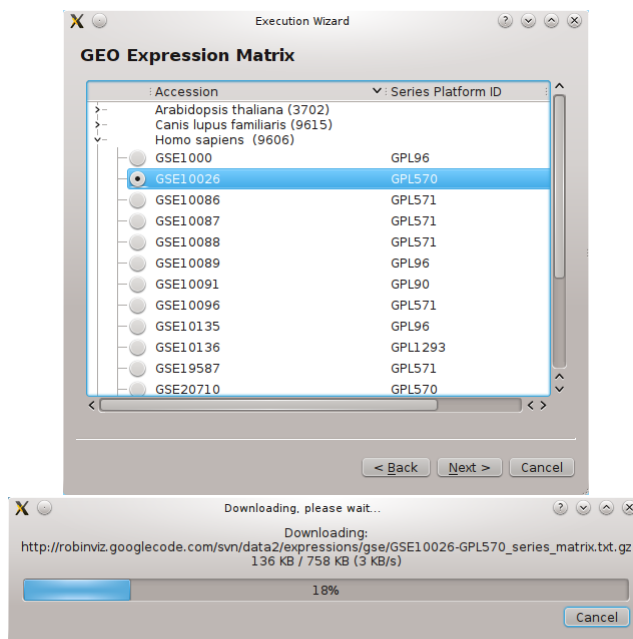 Execution Wizard
GEO Expression Matrix
Accession Series Platform ID
Arabidopsis thaliana (3702)
Canis lupus familiaris (9615)
Homo sapiens (9606)
GSE1000 GPL96
GSE10026 GPL570
GSE10086 GPL571
GSE10087 GPL571
GSE10088 GPL571
GSE10089 GPL96
GSE10091 GPL90
GSE10096 GPL571
GSE10135 GPL96
GSE10136 GPL1293
GSE19587 GPL571
GSE20710 GPL570
< Back Next > Cancel
Downloading, please wait...
Downloading:
http://robinviz.googlecode.com/svn/data2/expressions/gse/GSE10026-GPL570_series_matrix.txt.gz
136 KB / 758 KB (3 KB/s)
18%
Cancel